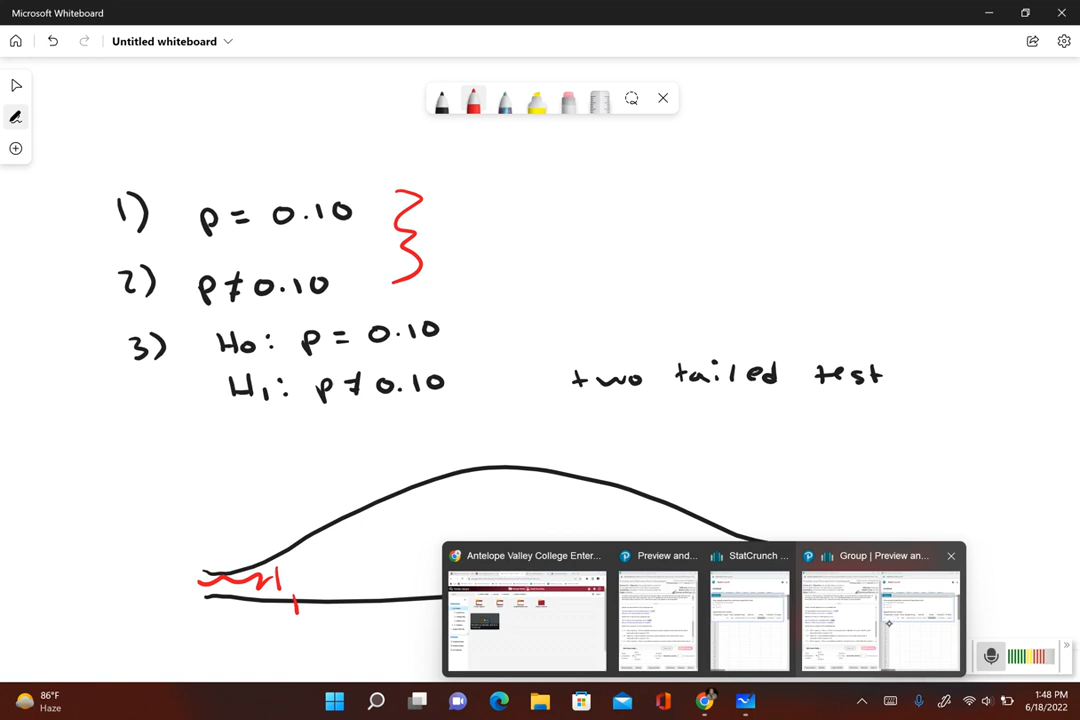 Microsoft Whiteboard
Untitled whiteboard
1) p = 0.10
2) p ≠ 0.10
3) H₀: p = 0.10
H₁: p ≠ 0.10
two tailed test
Antelope Valley College Enter...
Preview and...
StatCrunch ...
Group | Preview an...
86°F
Haze
1:48 PM
6/18/2022